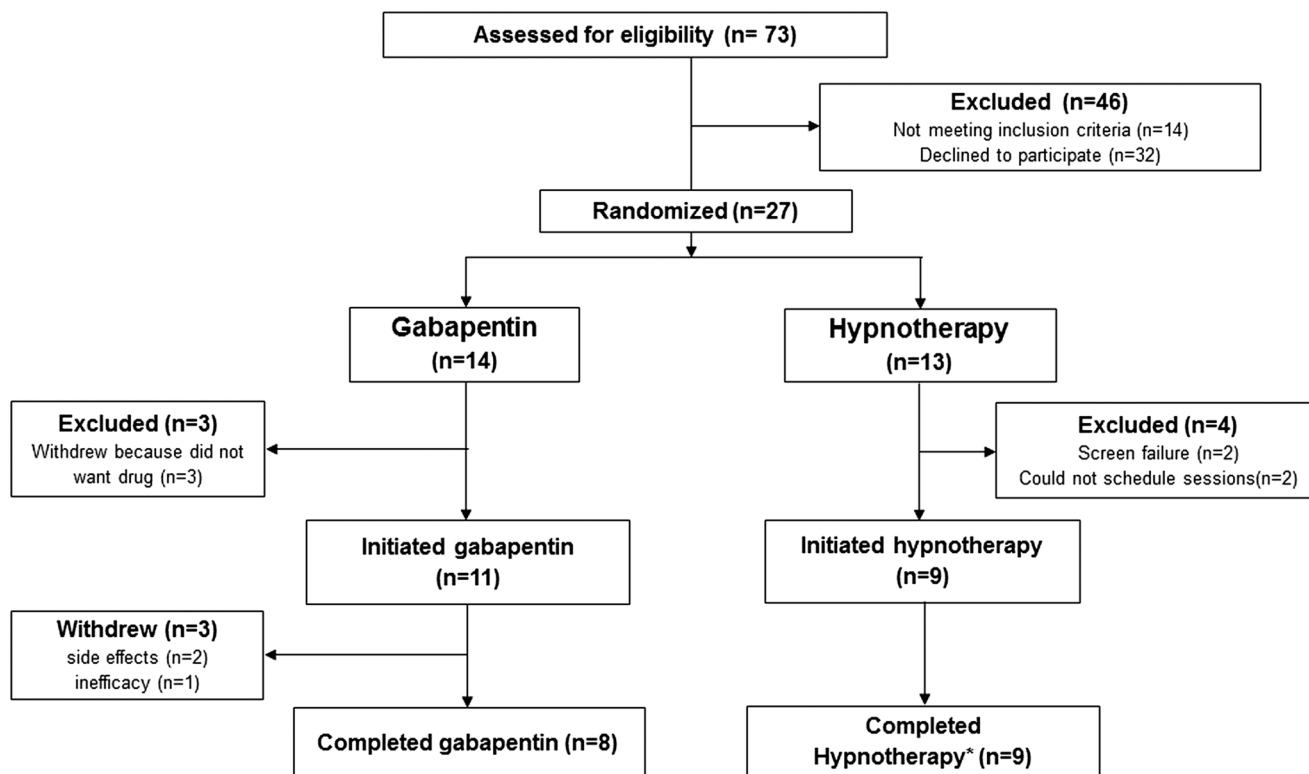 Assessed for eligibility (n= 73)
Excluded (n=46)
Not meeting inclusion criteria (n=14)
Declined to participate (n=32)
Randomized (n=27)
Gabapentin
(n=14)
Hypnotherapy
(n=13)
Excluded (n=3)
Withdrew because did not
want drug (n=3)
Excluded (n=4)
Screen failure (n=2)
Could not schedule sessions(n=2)
Initiated gabapentin
(n=11)
Initiated hypnotherapy
(n=9)
Withdrew (n=3)
side effects (n=2)
inefficacy (n=1)
Completed gabapentin (n=8)
Completed
Hypnotherapy* (n=9)